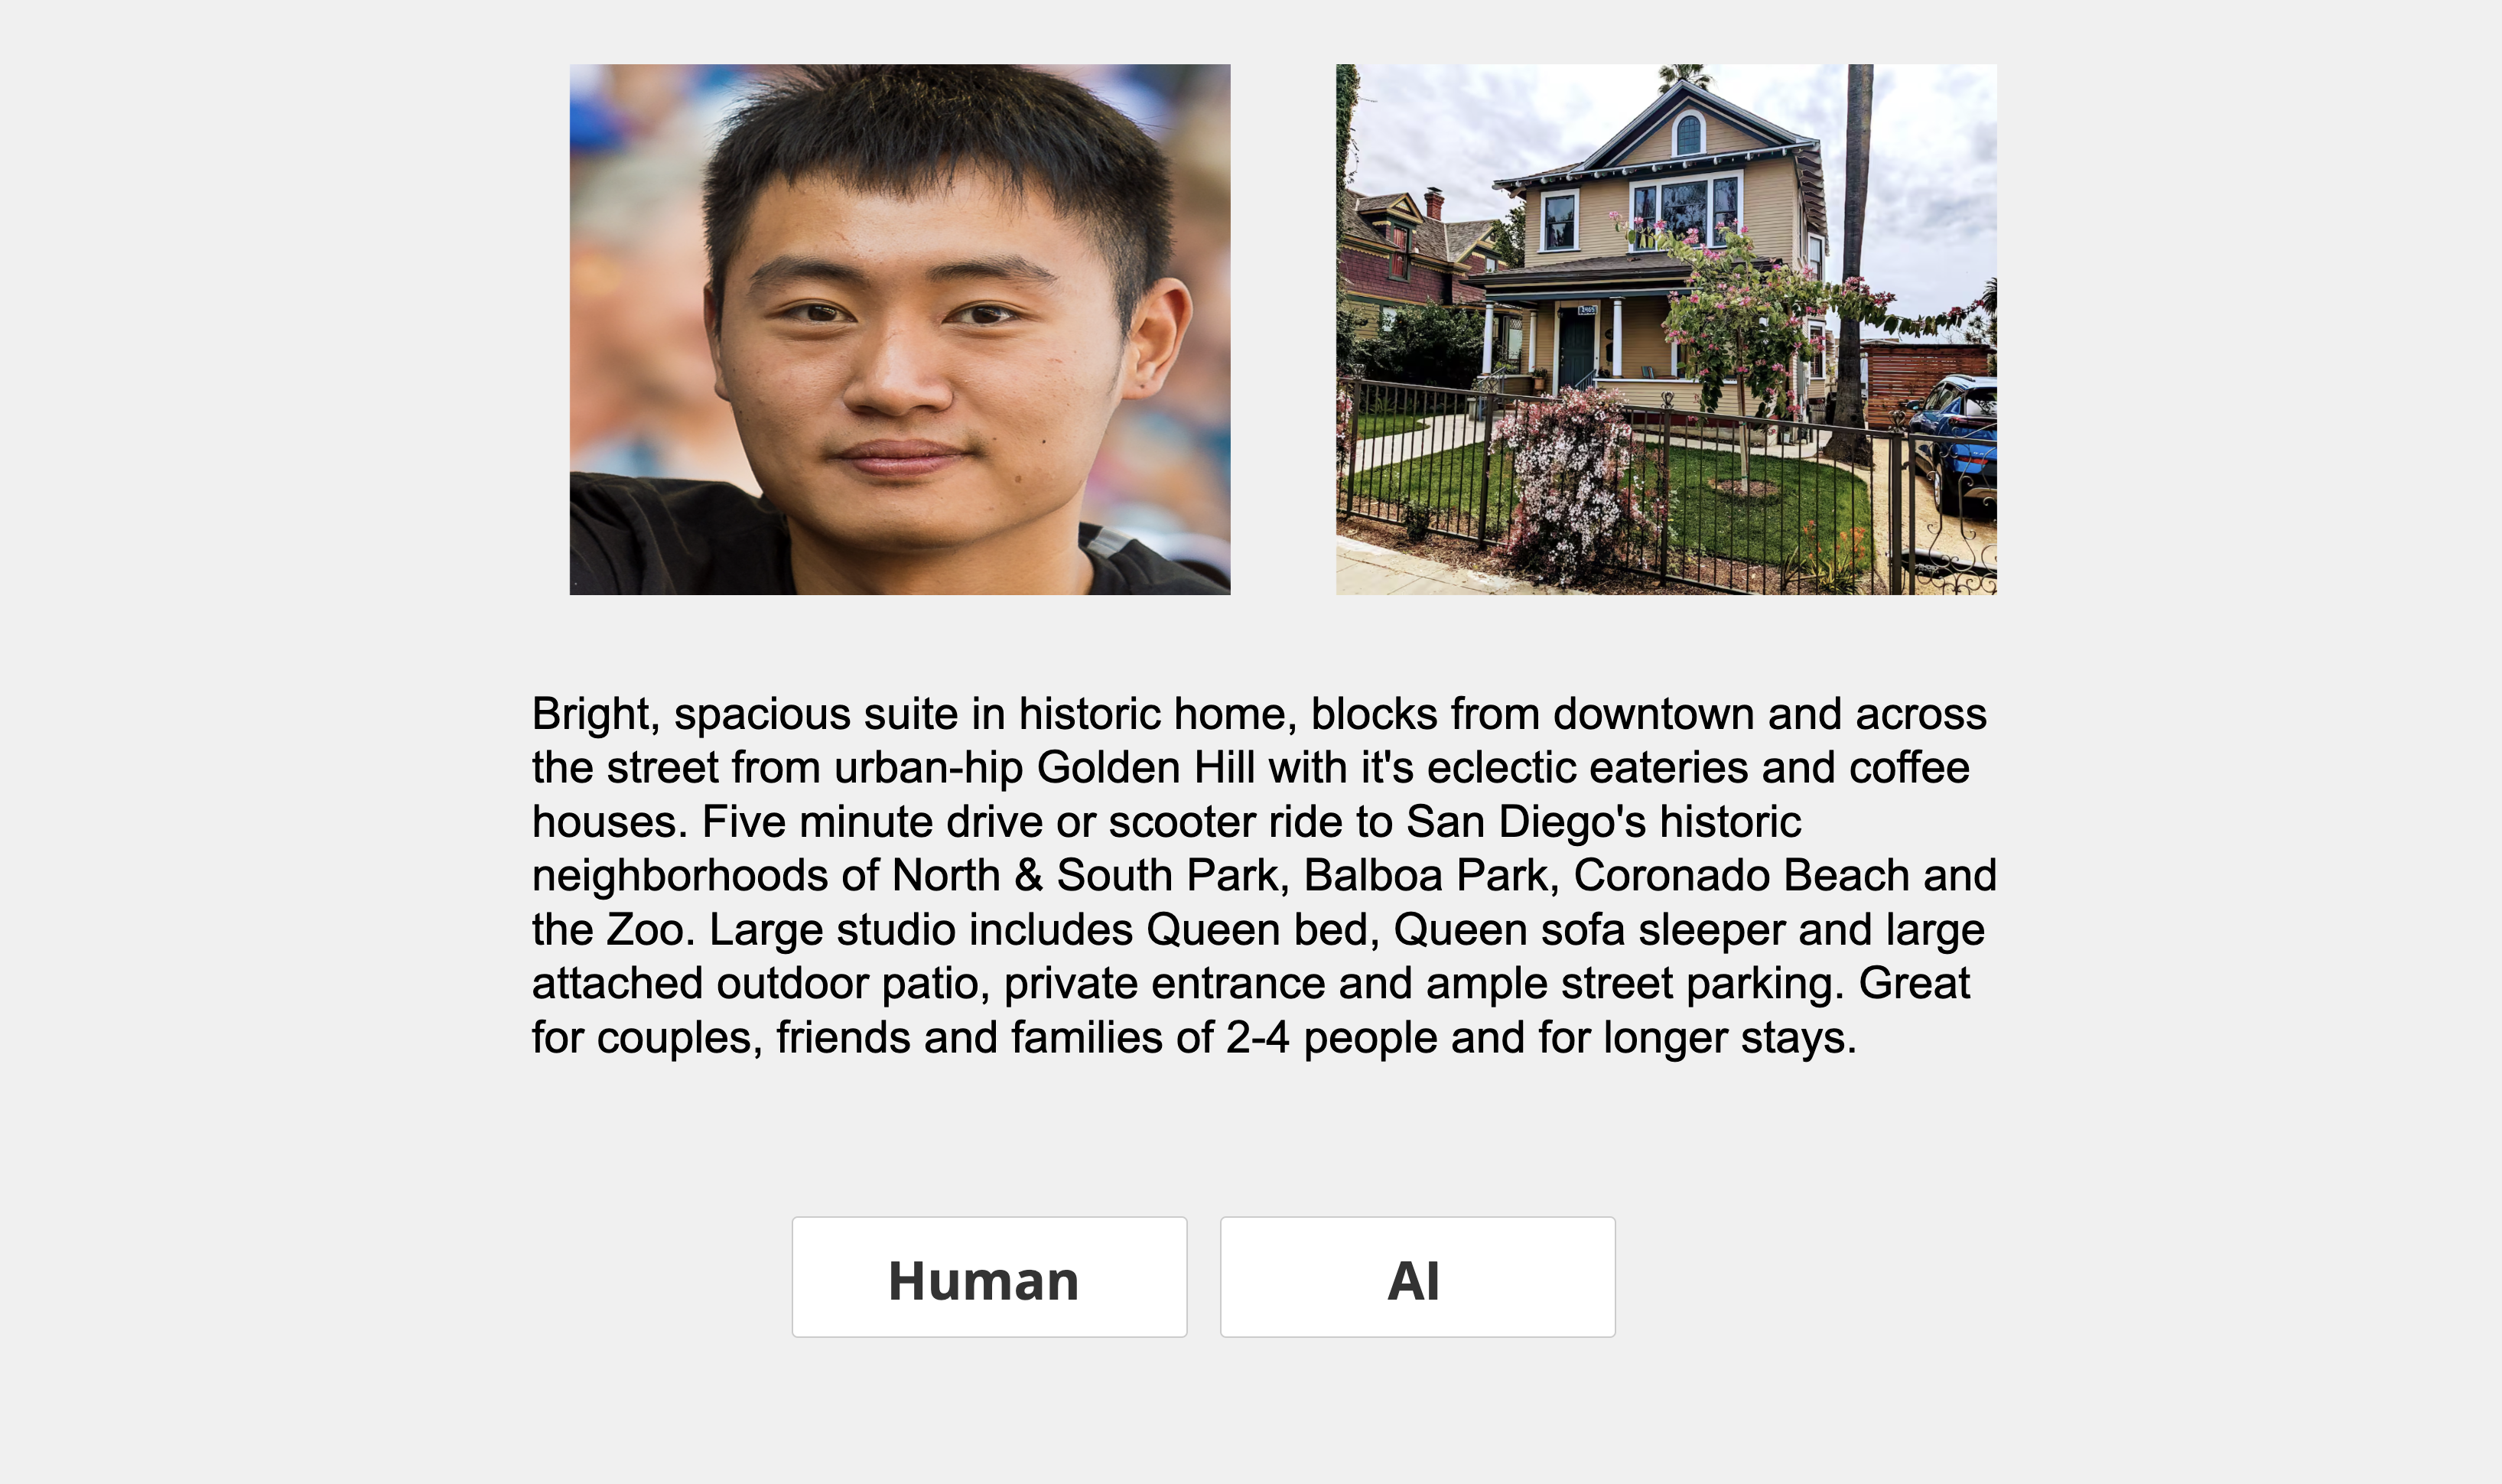 Bright, spacious suite in historic home, blocks from downtown and across
the street from urban-hip Golden Hill with it's eclectic eateries and coffee
houses. Five minute drive or scooter ride to San Diego's historic
neighborhoods of North & South Park, Balboa Park, Coronado Beach and
the Zoo. Large studio includes Queen bed, Queen sofa sleeper and large
attached outdoor patio, private entrance and ample street parking. Great
for couples, friends and families of 2-4 people and for longer stays.
Human
AI